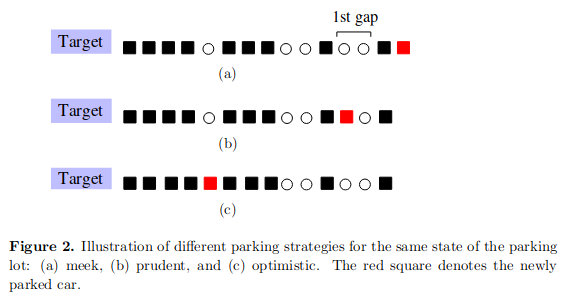 1st gap
Target
(a)
Target
(b)
Target
(c)
Figure 2. Illustration of different parking strategies for the same state of the parking
lot: (a) meek, (b) prudent, and (c) optimistic. The red square denotes the newly
parked car.